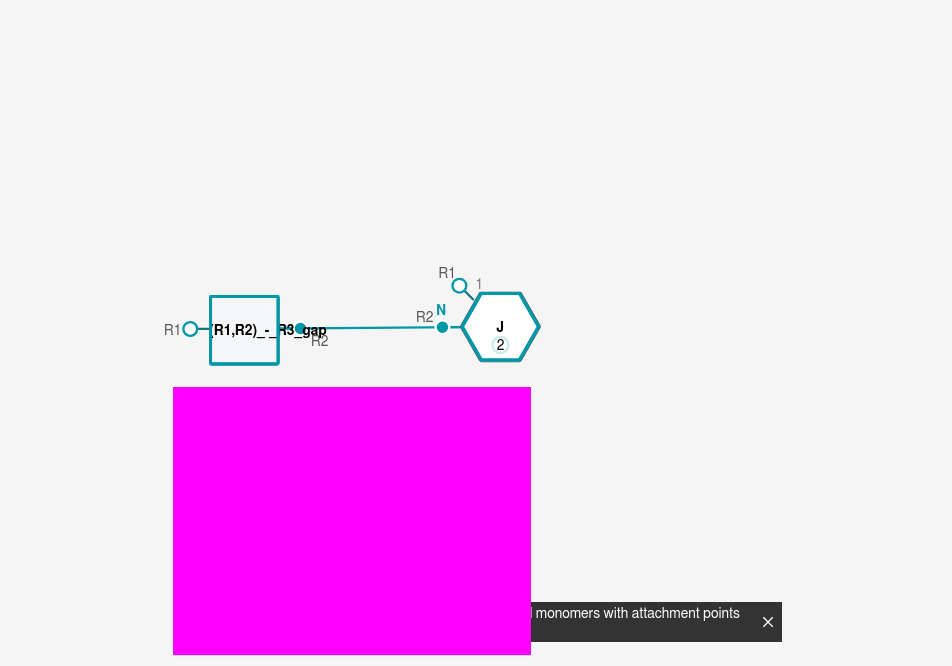 R1
1
N
R2
J
2
R1
(R1,R2)_-_R3_gap
R2
monomers with attachment points